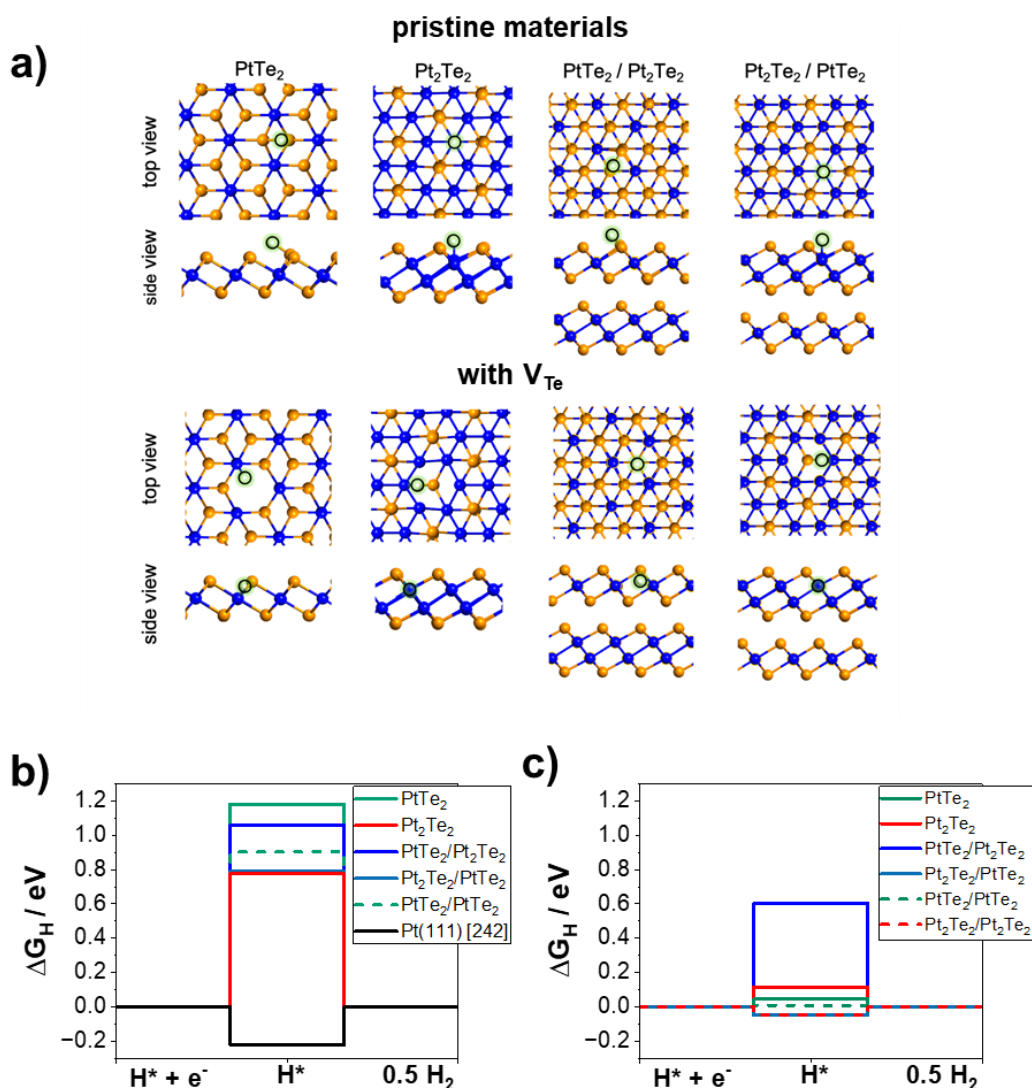 pristine materials
a)
PtTe₂ Pt₂Te₂ PtTe₂ / Pt₂Te₂ Pt₂Te₂ / PtTe₂
top view
side view
with V_Te
top view
side view
b)
ΔG_H / eV
1.2
1.0
0.8
0.6
0.4
0.2
0.0
−0.2
PtTe₂
Pt₂Te₂
PtTe₂/Pt₂Te₂
Pt₂Te₂/PtTe₂
PtTe₂/PtTe₂
Pt(111) [242]
H* + e⁻ H* 0.5 H₂
c)
ΔG_H / eV
1.2
1.0
0.8
0.6
0.4
0.2
0.0
−0.2
PtTe₂
Pt₂Te₂
PtTe₂/Pt₂Te₂
Pt₂Te₂/PtTe₂
PtTe₂/PtTe₂
Pt₂Te₂/Pt₂Te₂
H* + e⁻ H* 0.5 H₂